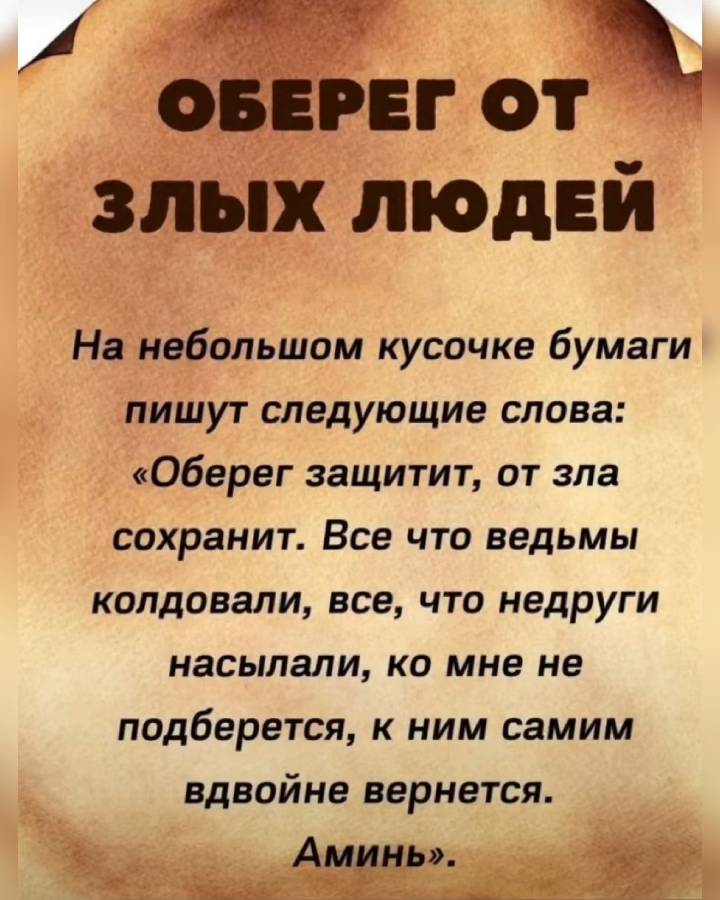 ОБЕРЕГ ОТ
ЗЛЫХ ЛЮДЕЙ
На небольшом кусочке бумаги
пишут следующие слова:
«Оберег защитит, от зла
сохранит. Все что ведьмы
колдовали, все, что недруги
насылали, ко мне не
подберется, к ним самим
вдвойне вернется.
Аминь».